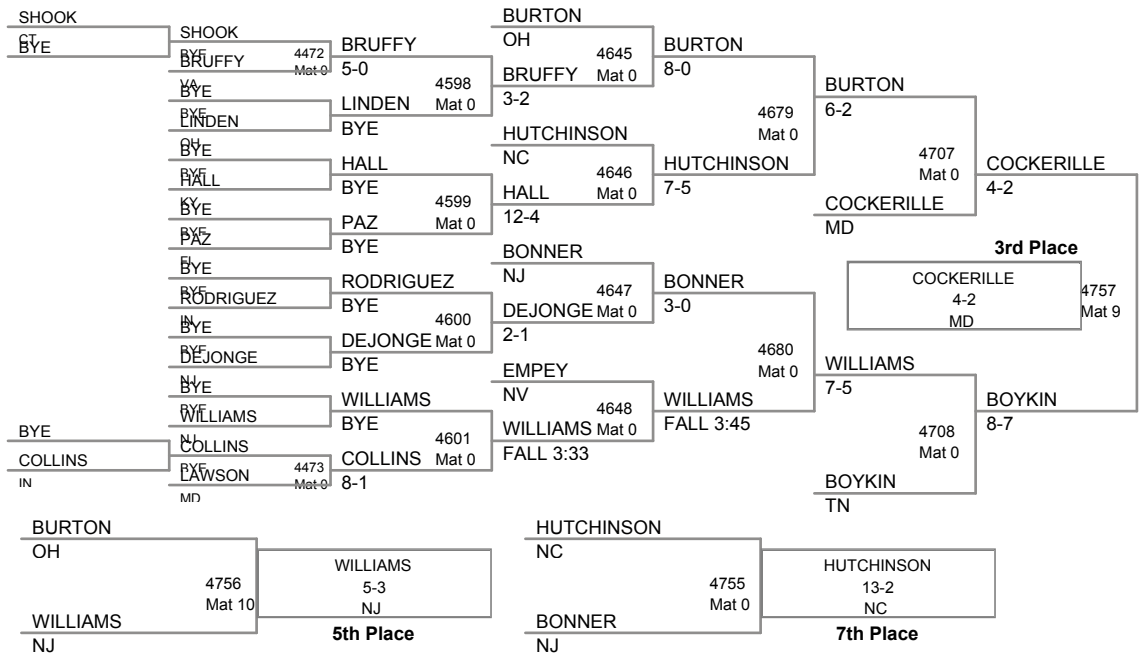 SHOOK
CT
BYE
SHOOK
BYE
BRUFFY
VA
4472
Mat 0
BYE
BYE
LINDEN
OH
BYE
BYE
HALL
KY
BYE
BYE
PAZ
FL
BYE
BYE
RODRIGUEZ
IN
BYE
BYE
DEJONGE
NJ
BYE
BYE
WILLIAMS
NJ
BYE
COLLINS
IN
COLLINS
BYE
LAWSON
MD
4473
Mat 0
BRUFFY
5-0
4598
Mat 0
LINDEN
BYE
HALL
BYE
4599
Mat 0
PAZ
BYE
RODRIGUEZ
BYE
4600
Mat 0
DEJONGE
BYE
WILLIAMS
BYE
4601
Mat 0
COLLINS
8-1
BURTON
OH
4645
Mat 0
BRUFFY
3-2
HUTCHINSON
NC
4646
Mat 0
HALL
12-4
BONNER
NJ
4647
Mat 0
DEJONGE
2-1
EMPEY
NV
4648
Mat 0
WILLIAMS
FALL 3:33
BURTON
8-0
4679
Mat 0
HUTCHINSON
7-5
BONNER
3-0
4680
Mat 0
WILLIAMS
FALL 3:45
BURTON
6-2
4707
Mat 0
COCKERILLE
MD
WILLIAMS
7-5
4708
Mat 0
BOYKIN
TN
COCKERILLE
4-2
3rd Place
COCKERILLE
4-2
MD
4757
Mat 9
BOYKIN
8-7
BURTON
OH
4756
Mat 10
WILLIAMS
NJ
WILLIAMS
5-3
NJ
5th Place
HUTCHINSON
NC
4755
Mat 0
BONNER
NJ
HUTCHINSON
13-2
NC
7th Place